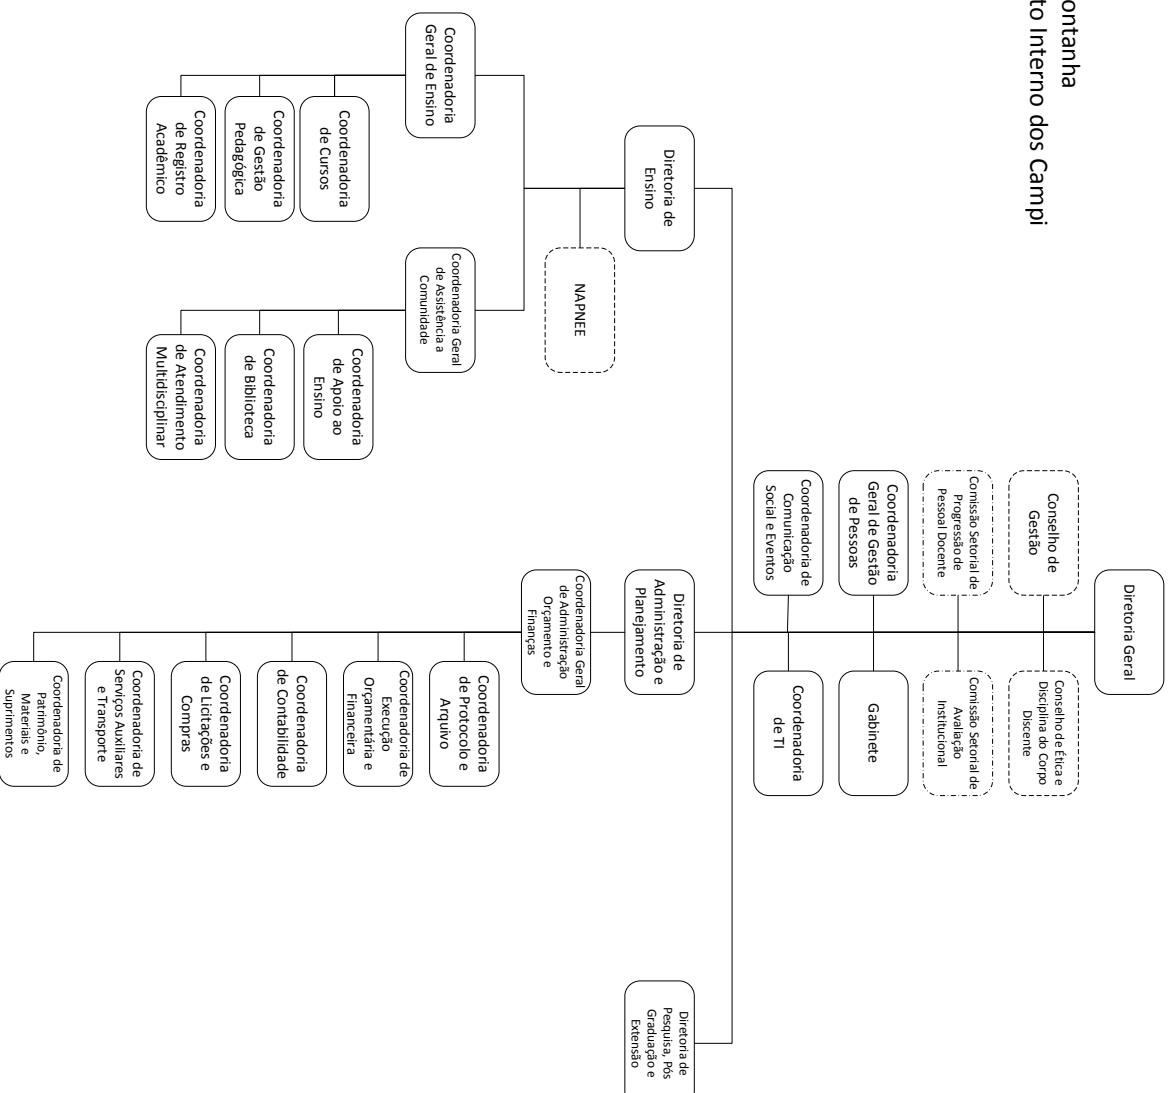 ontanha
to Interno dos Campi
Diretoria Geral
Conselho de
Gestão
Conselho de Ética e
Disciplina do Corpo
Discente
Comissão Setorial de
Progressão de
Pessoal Docente
Comissão Setorial de
Avaliação
Institucional
Coordenadoria
Geral de Gestão
de Pessoas
Gabinete
Coordenadoria de
Comunicação
Social e Eventos
Coordenadoria
de TI
Diretoria de
Ensino
Diretoria de
Administração e
Planejamento
Diretoria de
Pesquisa, Pós
Graduação e
Extensão
NAPNEE
Coordenadoria
Geral de Ensino
Coordenadoria Geral
de Assistência a
Comunidade
Coordenadoria Geral
de Administração
Orçamento e
Finanças
Coordenadoria
de Cursos
Coordenadoria
de Gestão
Pedagógica
Coordenadoria
de Registro
Acadêmico
Coordenadoria
de Apoio ao
Ensino
Coordenadoria
de Biblioteca
Coordenadoria
de Atendimento
Multidisciplinar
Coordenadoria
de Protocolo e
Arquivo
Coordenadoria de
Execução
Orçamentária e
Financeira
Coordenadoria
de Contabilidade
Coordenadoria
de Licitações e
Compras
Coordenadoria de
Serviços Auxiliares
e Transporte
Coordenadoria de
Patrimônio,
Materiais e
Suprimentos